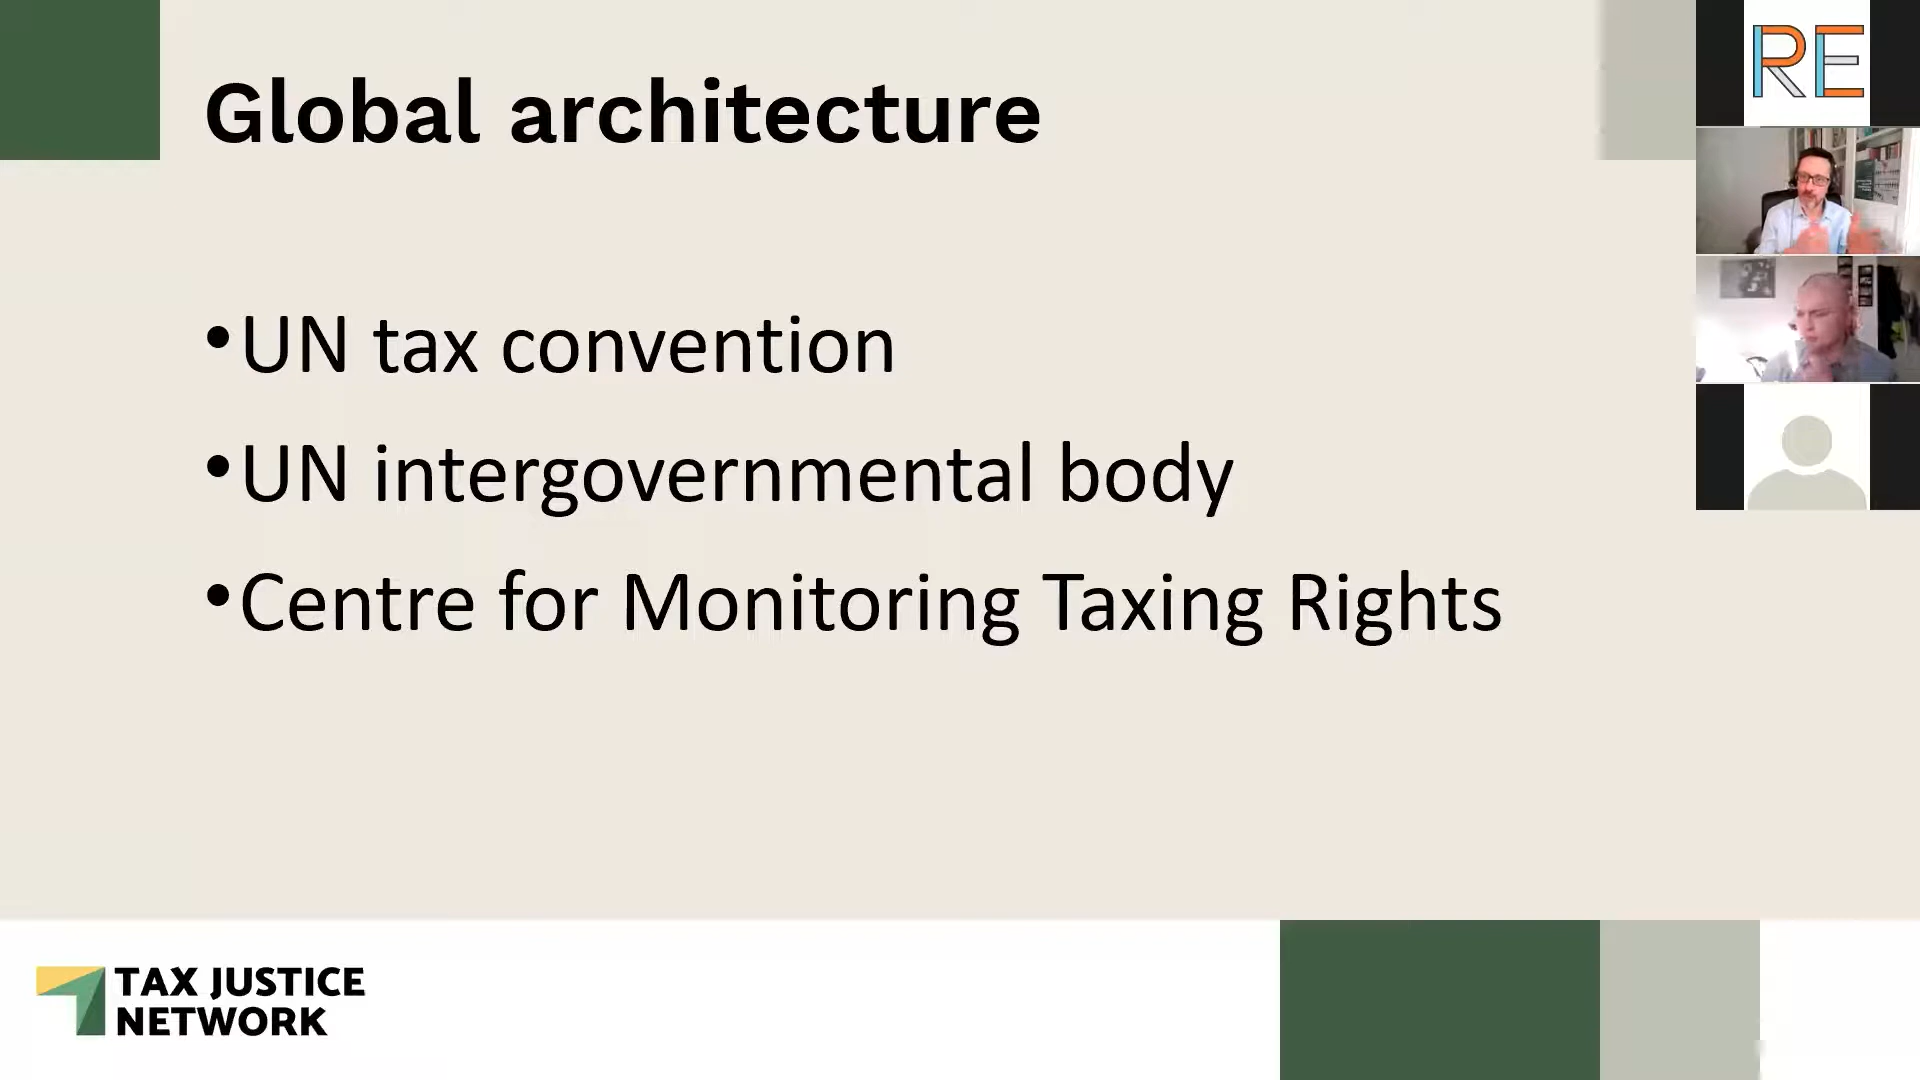 Global architecture
•UN tax convention
•UN intergovernmental body
•Centre for Monitoring Taxing Rights
RE
TAX JUSTICE
NETWORK